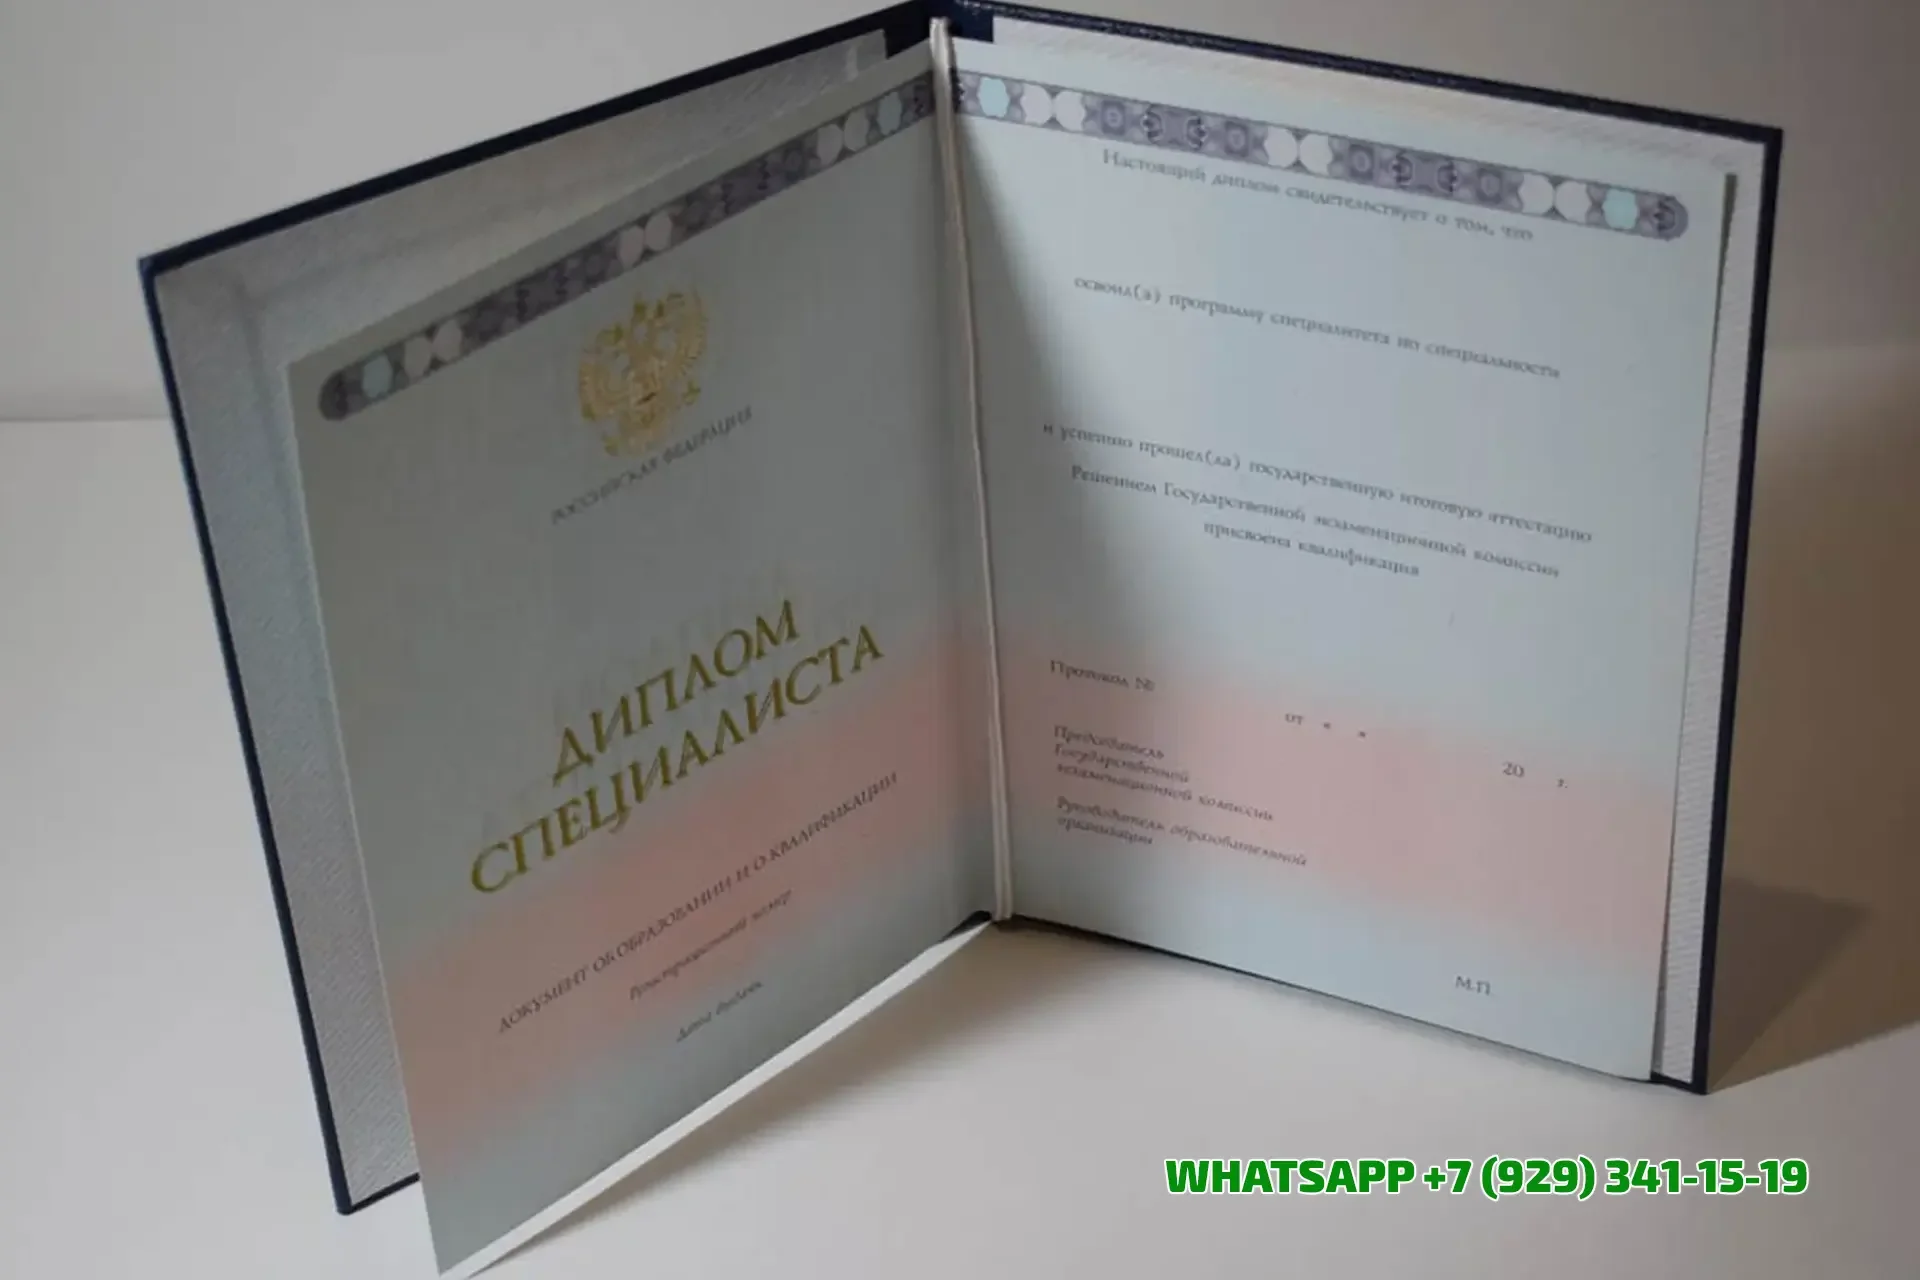 РОССИЙСКАЯ ФЕДЕРАЦИЯ
ДИПЛОМ
СПЕЦИАЛИСТА
ДОКУМЕНТ ОБ ОБРАЗОВАНИИ И О КВАЛИФИКАЦИИ
Регистрационный номер
Дата выдачи
Настоящий диплом свидетельствует о том, что
освоил(а) программу специалитета по специальности
и успешно прошел(ла) государственную итоговую аттестацию
Решением Государственной экзаменационной комиссии
присвоена квалификация
Протокол №
от « » 20 г.
Председатель
Государственной
экзаменационной комиссии
Руководитель образовательной
организации
М.П.
WHATSAPP +7 (929) 341-15-19